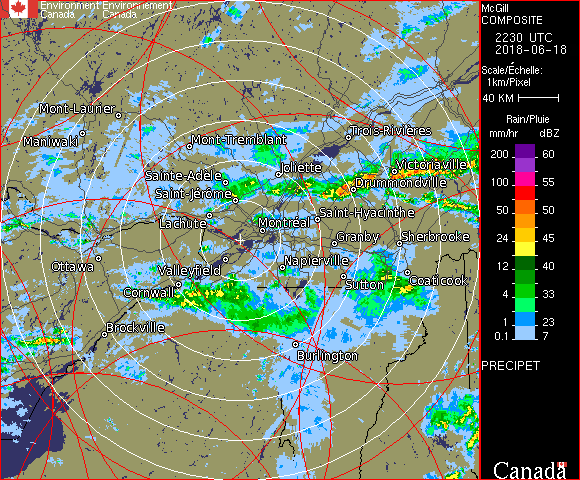 Environment Environnement
Canada Canada
McGill
COMPOSITE
2230 UTC
2018-06-18
Scale/Échelle:
1km/Pixel
40 KM
Rain/Pluie
mm/hr dBZ
200 60
100 55
50 50
24 45
12 40
4 33
1 23
0.1 7
PRECIPET
Mont-Laurier
Maniwaki
Mont-Tremblant
Trois-Rivières
Sainte-Adèle
Joliette
Victoriaville
Saint-Jérôme
Drummondville
Lachute
Montréal
Saint-Hyacinthe
Ottawa
Granby
Sherbrooke
Valleyfield
Napierville
Cornwall
Sutton
Coaticook
Brockville
Burlington
Canada